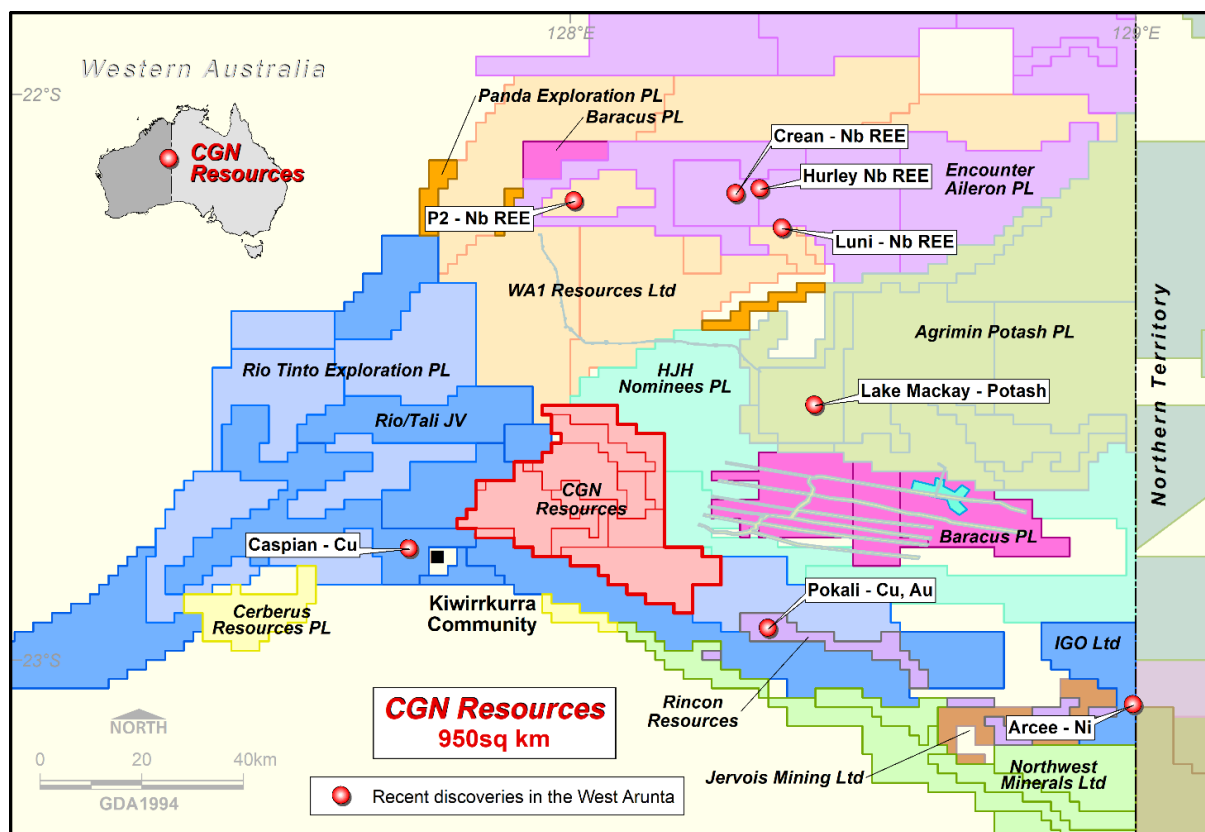 128°E
129°E
Western Australia
22°S
Panda Exploration PL
Baracus PL
Crean - Nb REE
CGN
Resources
Hurley Nb REE
Encounter
Aileron PL
P2 - Nb REE
Luni - Nb REE
WA1 Resources Ltd
Northern Territory
Agrimin Potash PL
Rio Tinto Exploration PL
HJH
Nominees PL
Lake Mackay - Potash
Rio/Tali JV
CGN
Resources
Baracus PL
Caspian - Cu
Cerberus
Resources PL
Kiwirrkurra
Community
Pokali - Cu, Au
IGO Ltd
23°S
CGN Resources
950sq km
Rincon
Resources
Arcee - Ni
NORTH
0 20 40km
GDA1994
Jervois Mining Ltd
Northwest
Minerals Ltd
Recent discoveries in the West Arunta